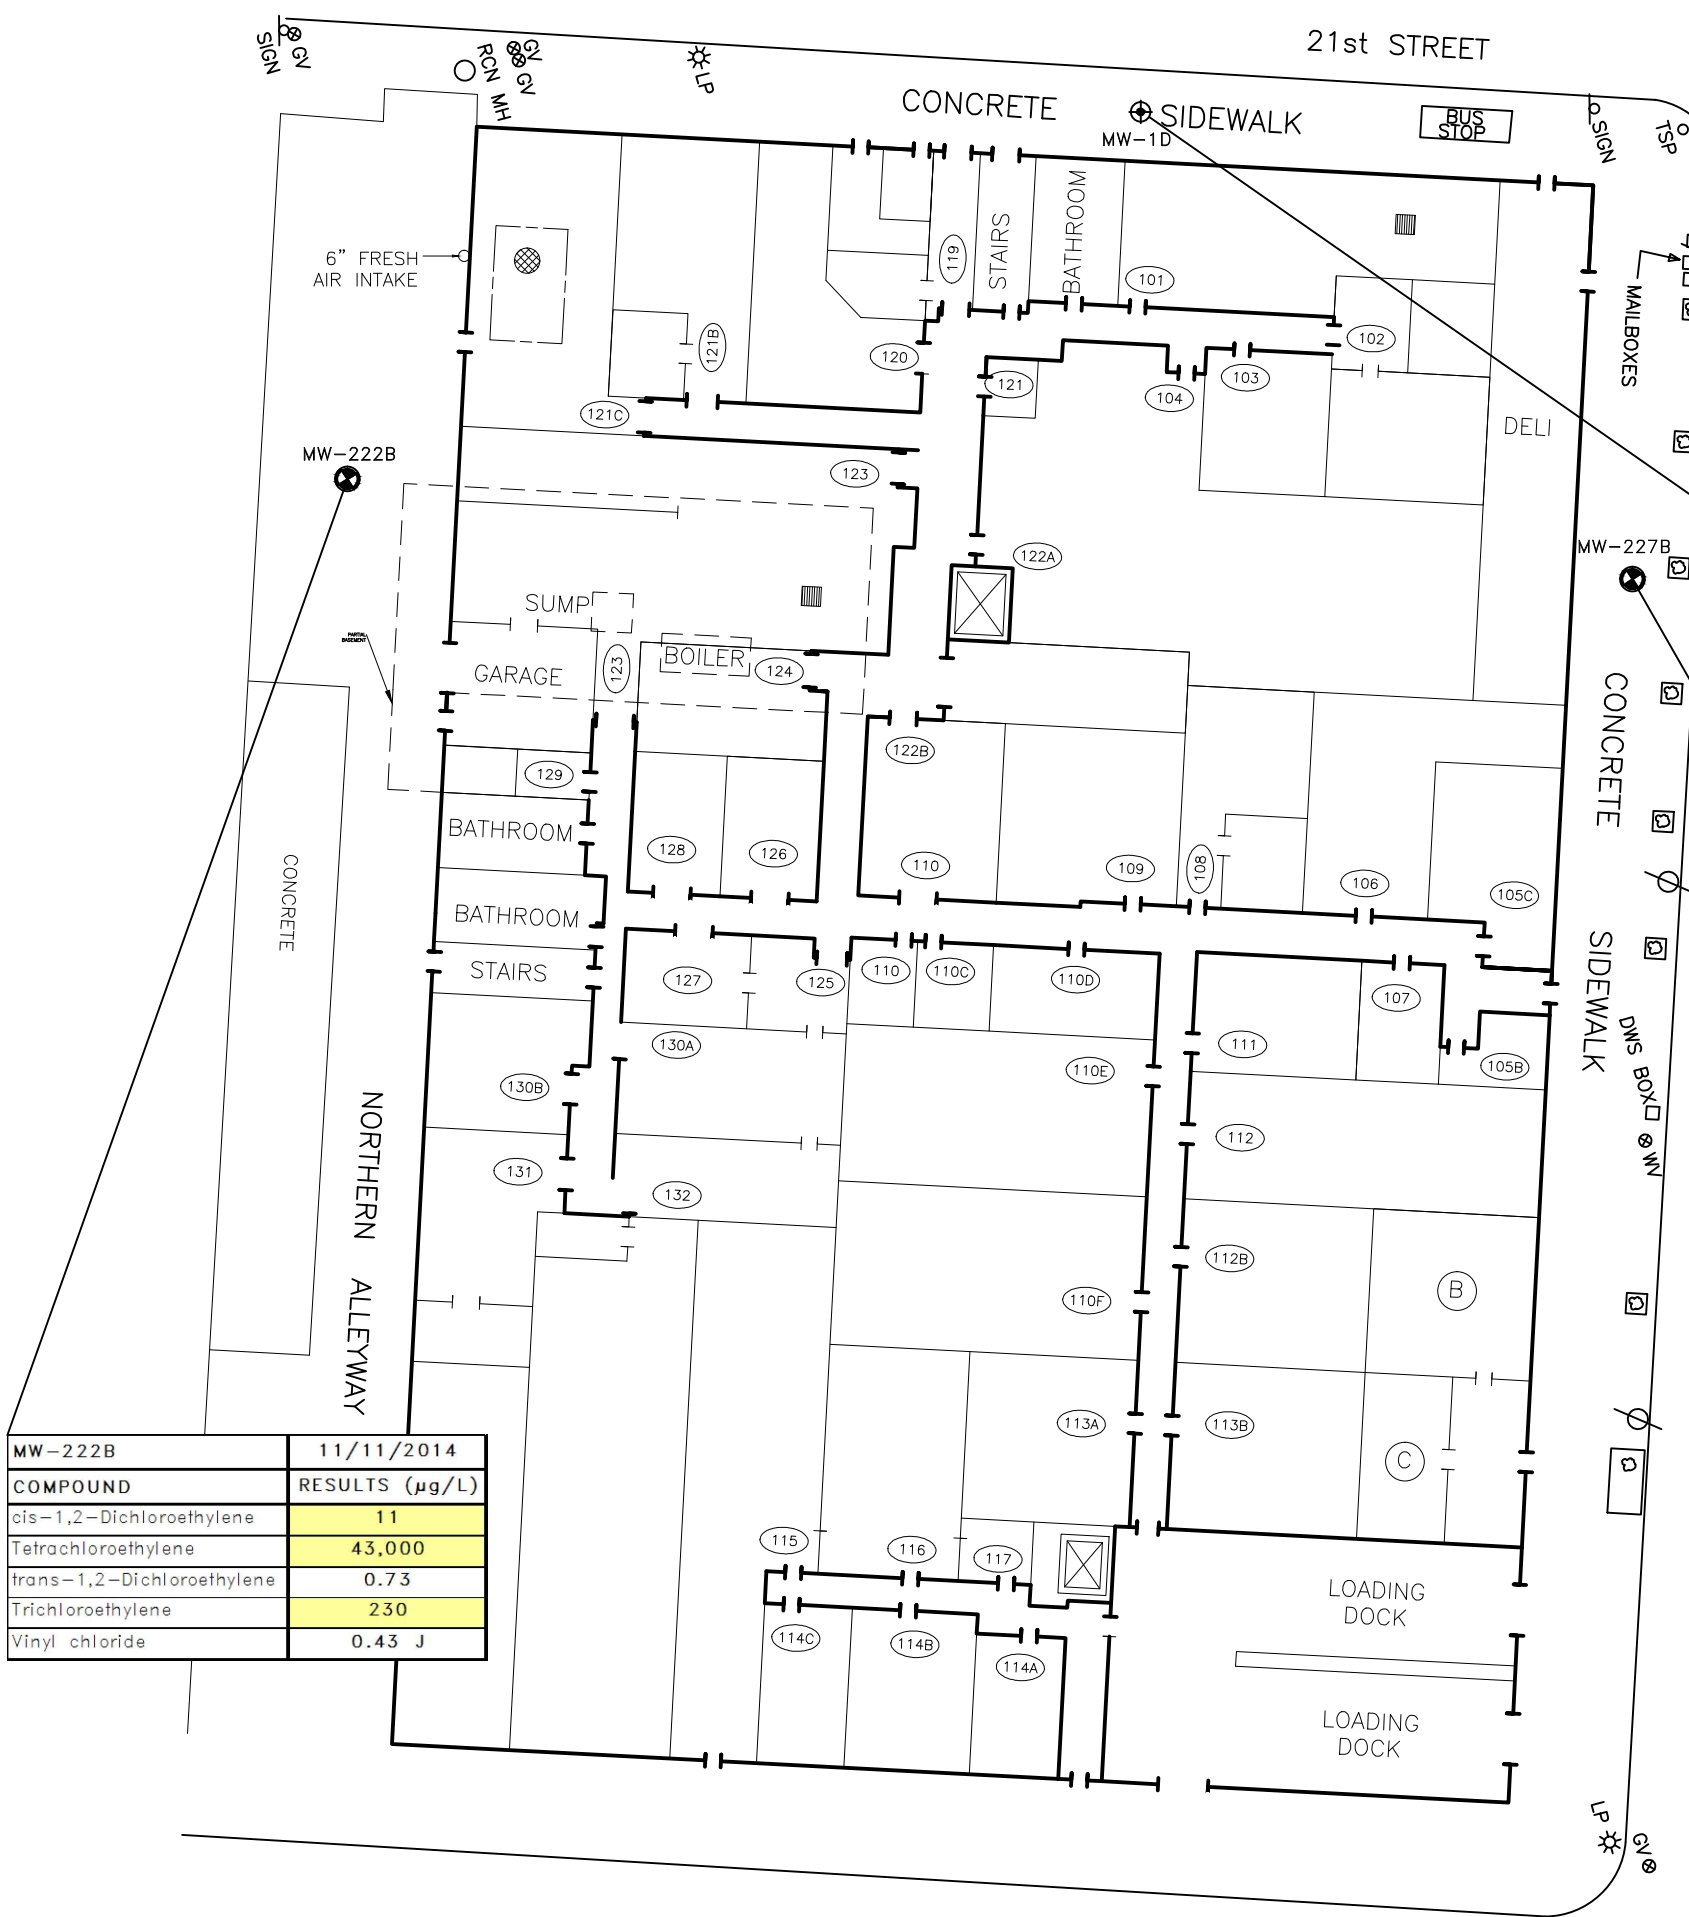 21st STREET
SIGN
GV
RCN MH
GV
GV
LP
CONCRETE
SIDEWALK
MW-1D
BUS
STOP
SIGN
TSP
6" FRESH
AIR INTAKE
119
STAIRS
BATHROOM
101
102
103
104
121
120
121B
121C
MAILBOXES
DELI
MW-222B
123
122A
MW-227B
SUMP
PARTIAL
BASEMENT
GARAGE
123
BOILER
124
CONCRETE
122B
129
BATHROOM
128
126
110
109
108
106
105C
CONCRETE
BATHROOM
STAIRS
127
125
110
110C
110D
107
SIDEWALK
DWS BOX
WV
130A
130B
110E
111
105B
112
131
132
NORTHERN ALLEYWAY
112B
B
110F
113A
113B
C
MW-222B 11/11/2014
COMPOUND RESULTS (µg/L)
cis-1,2-Dichloroethylene 11
Tetrachloroethylene 43,000
trans-1,2-Dichloroethylene 0.73
Trichloroethylene 230
Vinyl chloride 0.43 J
115
116
117
114C
114B
114A
LOADING
DOCK
LOADING
DOCK
LP
GV